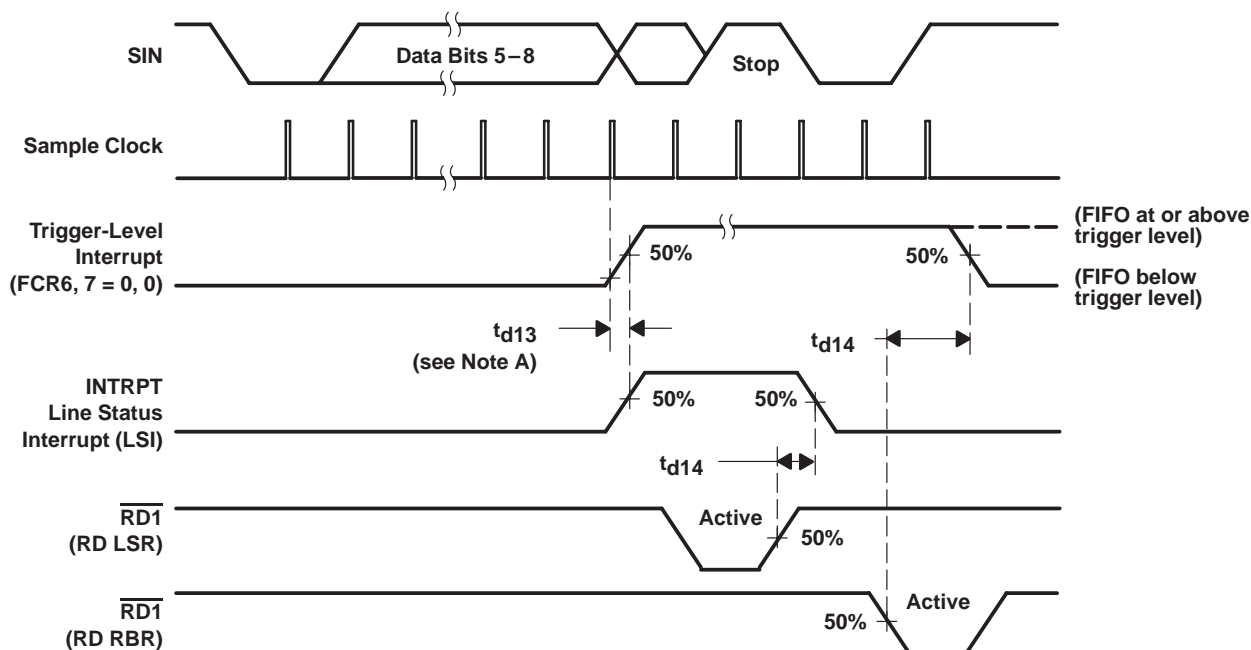 SIN
Data Bits 5–8
Stop
Sample Clock
Trigger-Level
Interrupt
(FCR6, 7 = 0, 0)
50%
50%
(FIFO at or above
trigger level)
(FIFO below
trigger level)
td13
(see Note A)
td14
INTRPT
Line Status
Interrupt (LSI)
50%
50%
td14
RD1
(RD LSR)
Active
50%
RD1
(RD RBR)
50%
Active